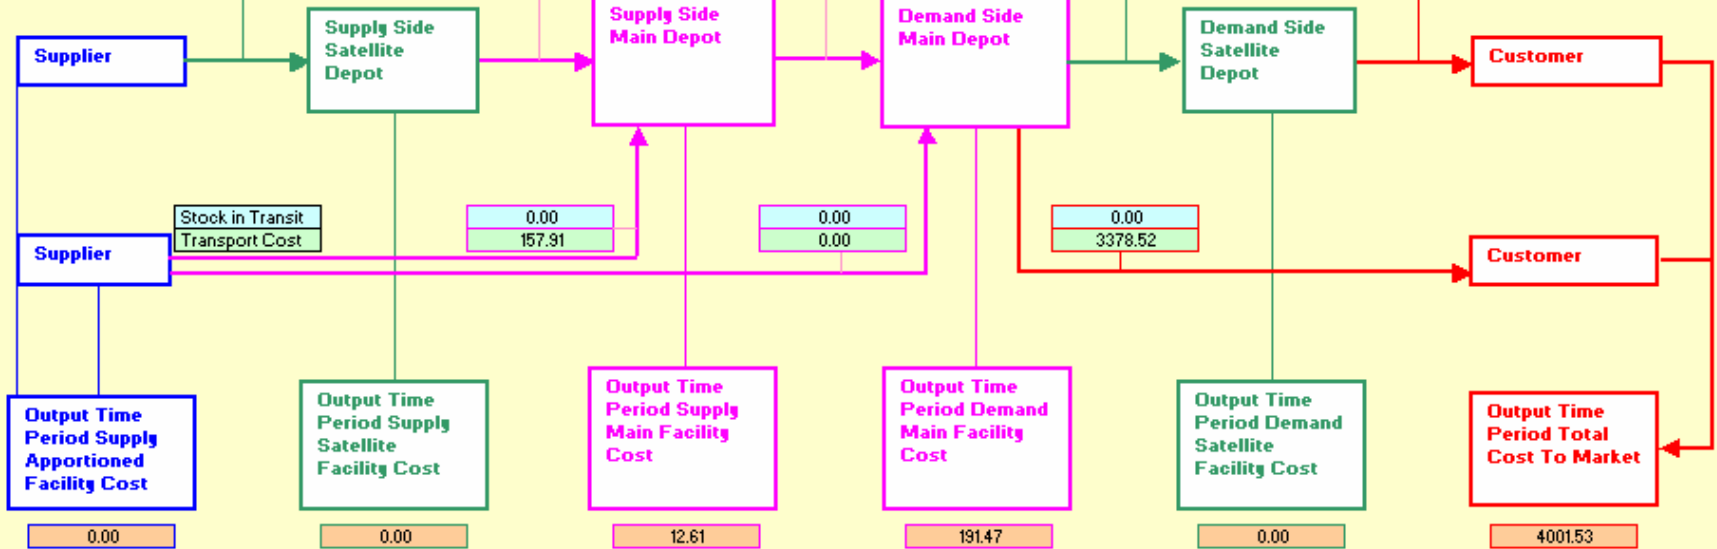 Supplier
Supply Side
Satellite
Depot
Supply Side
Main Depot
Demand Side
Main Depot
Demand Side
Satellite
Depot
Customer
Stock in Transit
Transport Cost
0.00
157.91
0.00
0.00
0.00
3378.52
Supplier
Customer
Output Time
Period Supply
Apportioned
Facility Cost
Output Time
Period Supply
Satellite
Facility Cost
Output Time
Period Supply
Main Facility
Cost
Output Time
Period Demand
Main Facility
Cost
Output Time
Period Demand
Satellite
Facility Cost
Output Time
Period Total
Cost To Market
0.00
0.00
12.61
191.47
0.00
4001.53